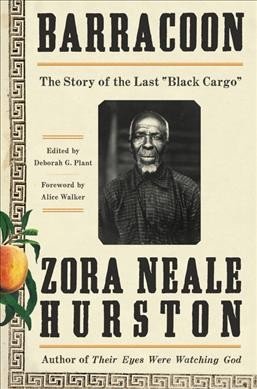 BARRACOON
The Story of the Last "Black Cargo"
Edited by
Deborah G. Plant
Foreword by
Alice Walker
ZORA NEALE
HURSTON
Author of Their Eyes Were Watching God